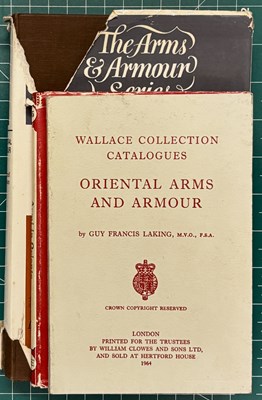 The Arms
& Armour
Series
WALLACE COLLECTION
CATALOGUES
ORIENTAL ARMS
AND ARMOUR
by GUY FRANCIS LAKING, M.V.O., F.S.A.
CROWN COPYRIGHT RESERVED
LONDON
PRINTED FOR THE TRUSTEES
BY WILLIAM CLOWES AND SONS LTD,
AND SOLD AT HERTFORD HOUSE
1964